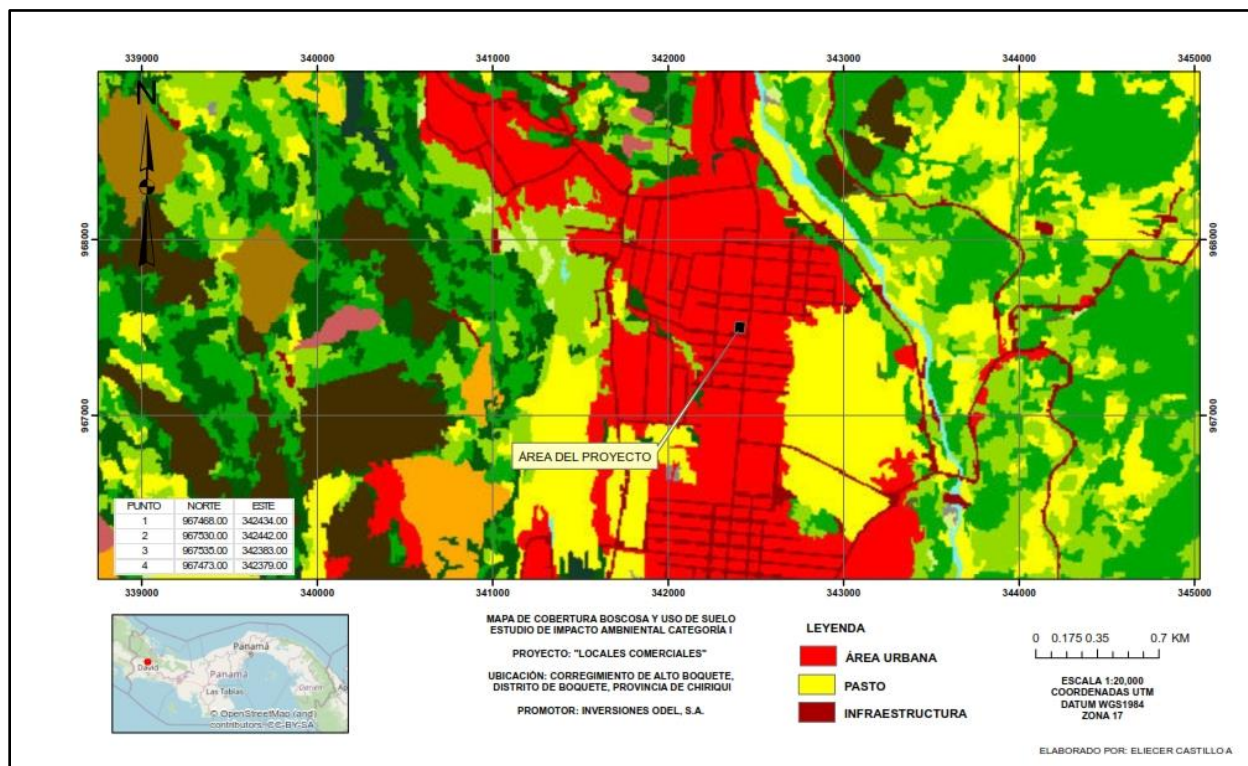 339000 340000 341000 342000 343000 344000 345000
N
968000 968000
967000 967000
ÁREA DEL PROYECTO
PUNTO NORTE ESTE
1 967468.00 342434.00
2 967530.00 342442.00
3 967535.00 342383.00
4 967473.00 342379.00
339000 340000 341000 342000 343000 344000 345000
Panamá
David
Panamá
Las Tablas
Darién
© OpenStreetMap (and)
contributors, CC-BY-SA
MAPA DE COBERTURA BOSCOSA Y USO DE SUELO
ESTUDIO DE IMPACTO AMBNIENTAL CATEGORÍA I
PROYECTO: "LOCALES COMERCIALES"
UBICACIÓN: CORREGIMIENTO DE ALTO BOQUETE,
DISTRITO DE BOQUETE, PROVINCIA DE CHIRIQUI
PROMOTOR: INVERSIONES ODEL, S.A.
LEYENDA
ÁREA URBANA
PASTO
INFRAESTRUCTURA
0 0.175 0.35 0.7 KM
ESCALA 1:20,000
COORDENADAS UTM
DATUM WGS1984
ZONA 17
ELABORADO POR: ELIECER CASTILLO A